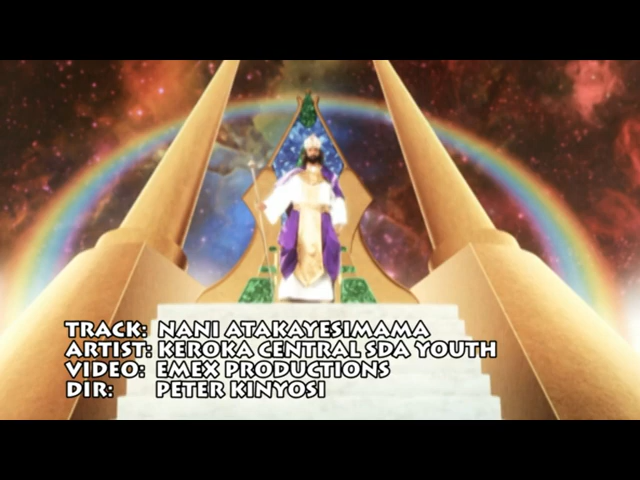 TRACK: NANI ATAKAYESIMAMA
ARTIST: KEROKA CENTRAL SDA YOUTH
VIDEO: EMEX PRODUCTIONS
DIR: PETER KINYOSI